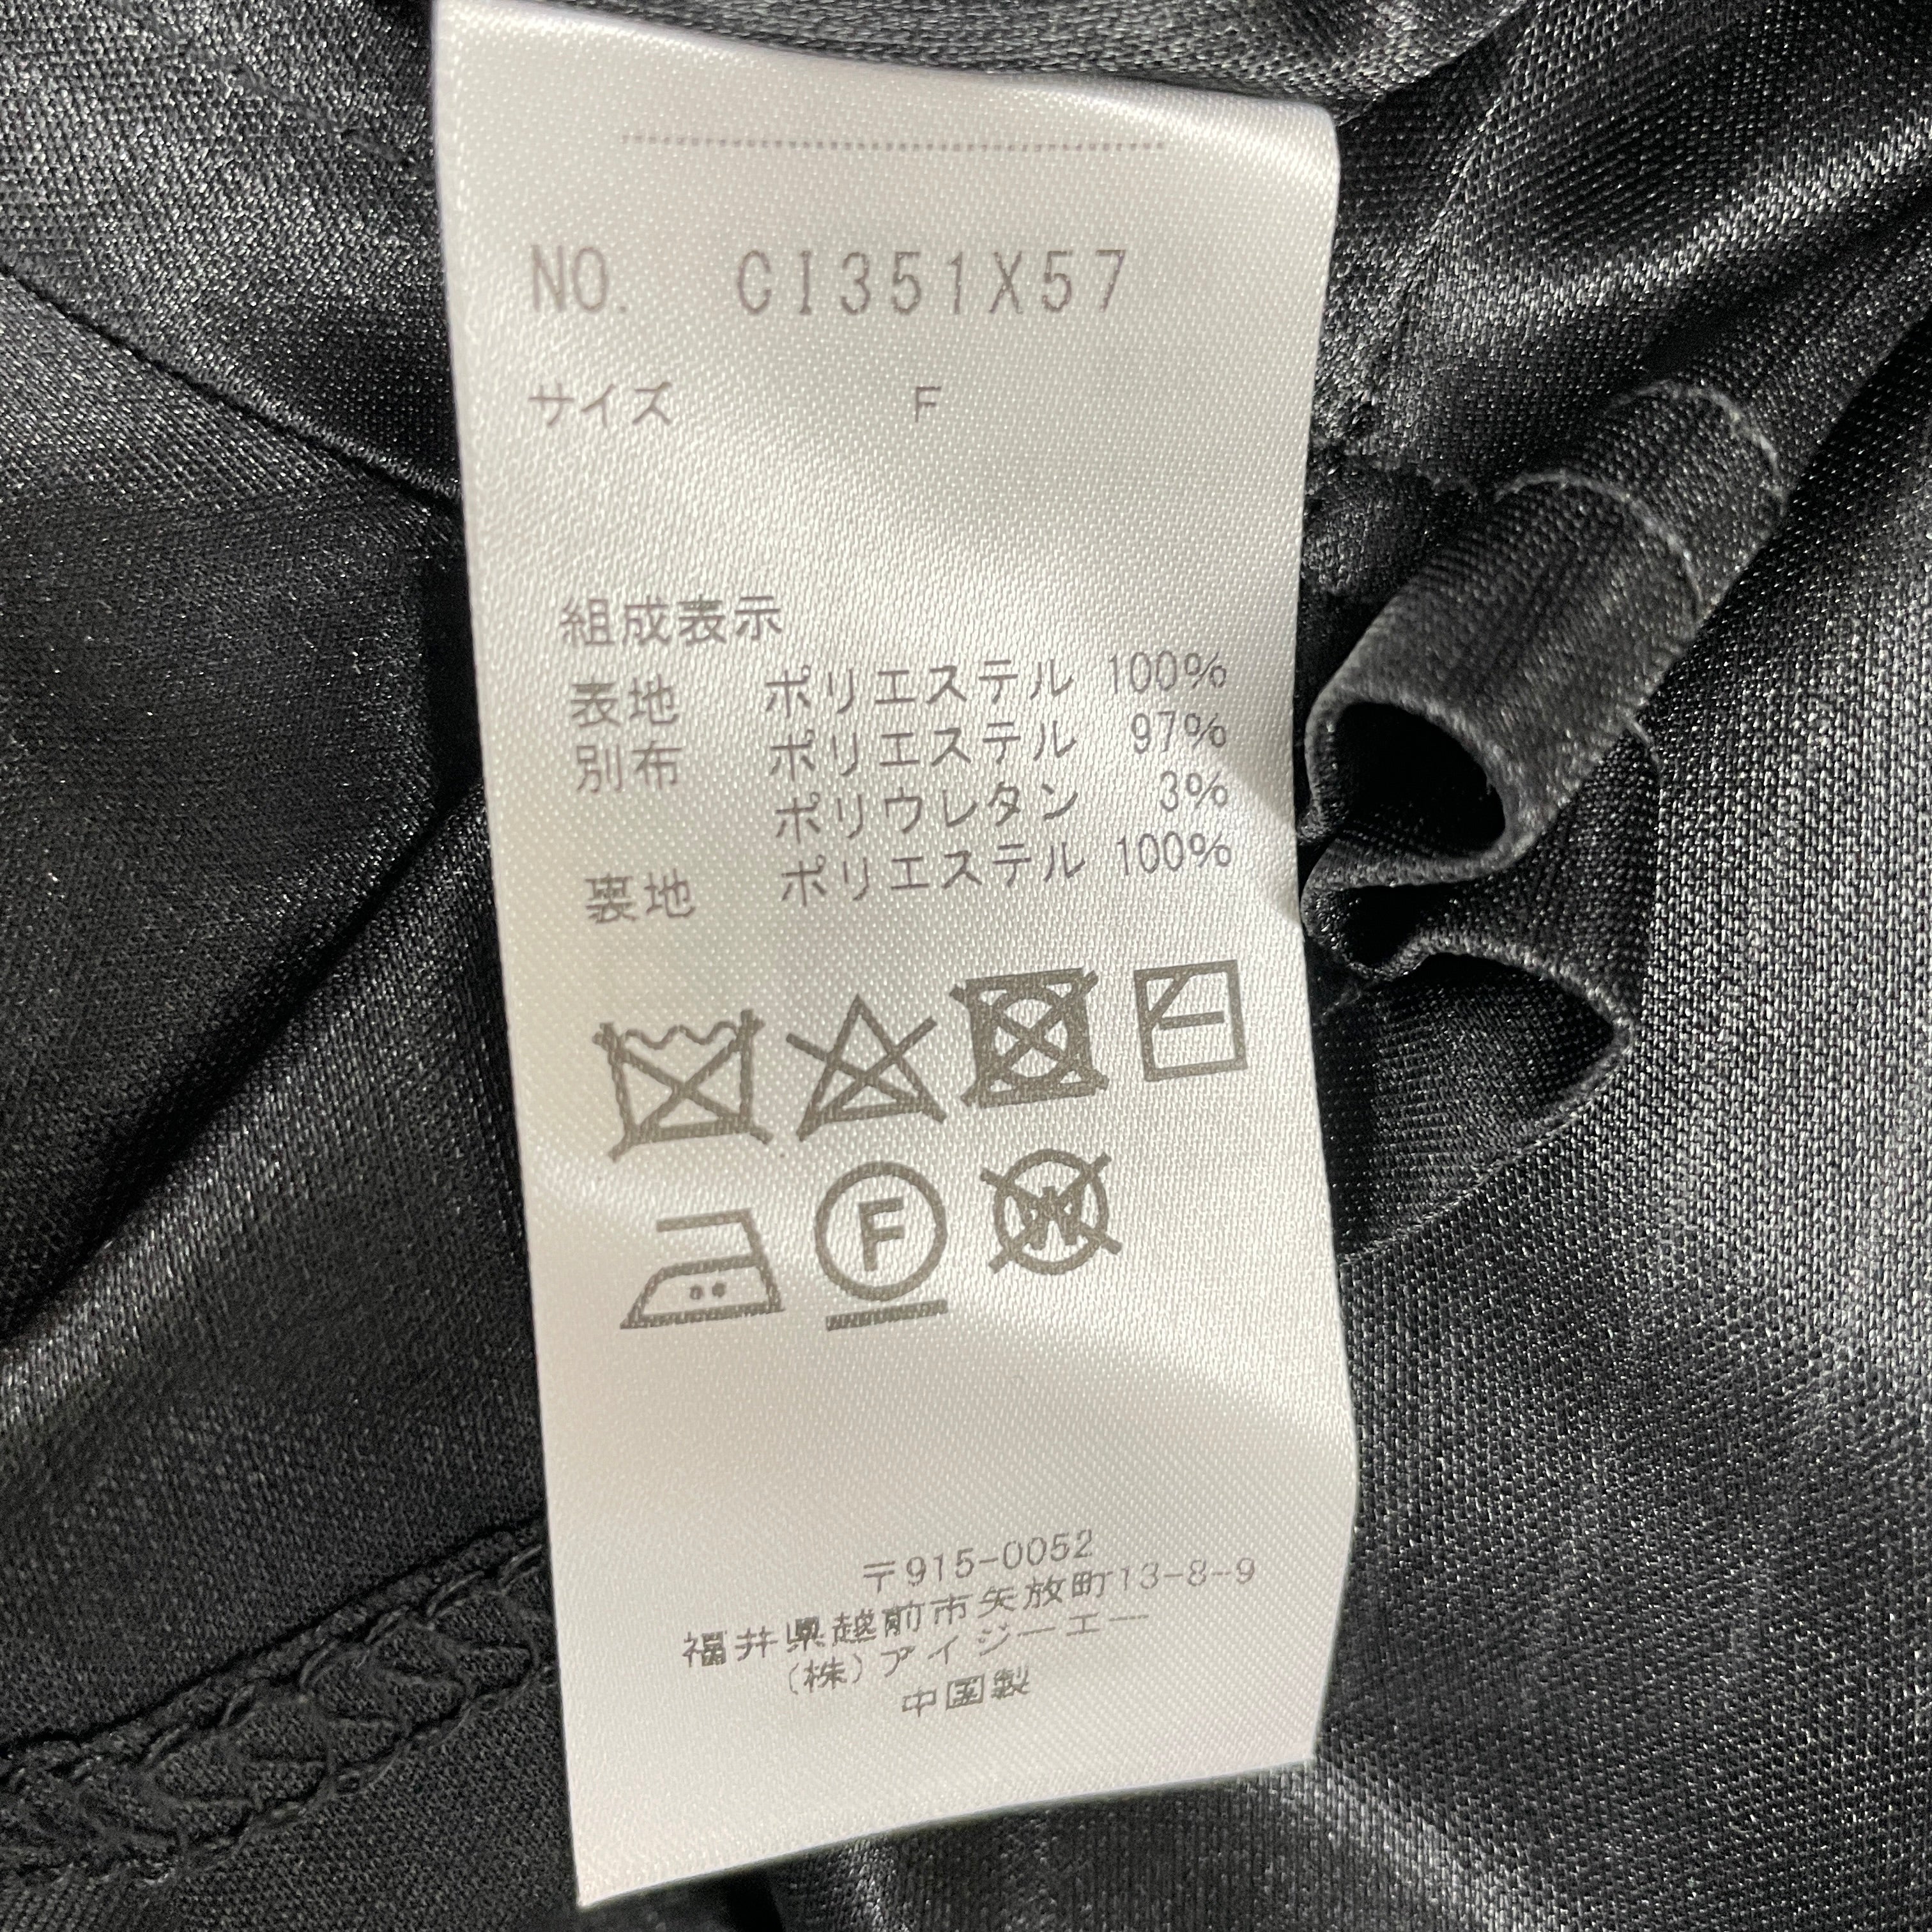 NO. CI351X57
サイズ F
組成表示
表地 ポリエステル 100%
別布 ポリエステル 97%
ポリウレタン 3%
裏地 ポリエステル 100%
F
W
〒915-0052
福井県越前市矢放町13-8-9
(株)アイジーエー
中国製